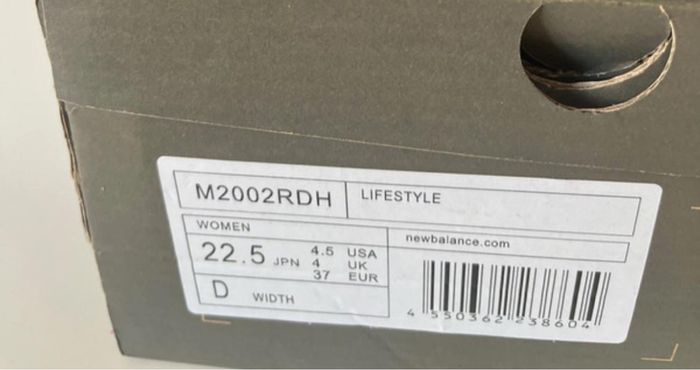 M2002RDH LIFESTYLE
WOMEN
newbalance.com
22.5 JPN
4.5 USA
4 UK
37 EUR
D WIDTH
4 550362 238604